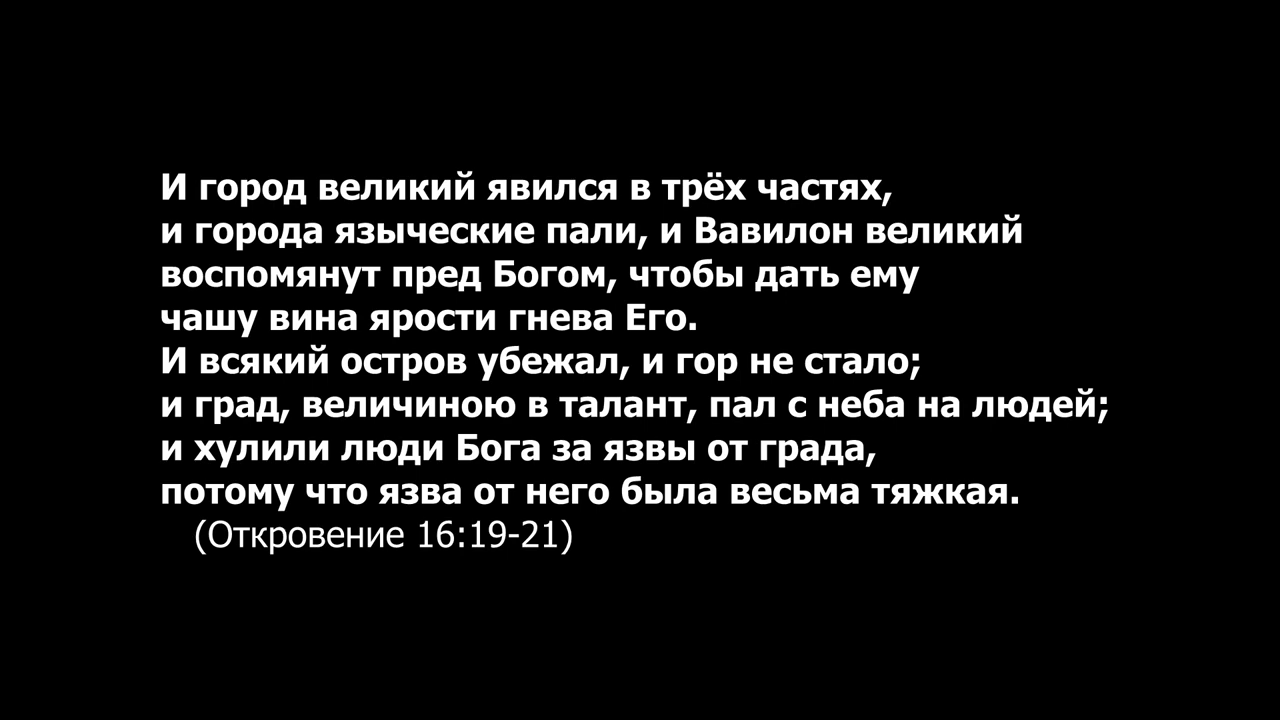 И город великий явился в трёх частях,
и города языческие пали, и Вавилон великий
воспомянут пред Богом, чтобы дать ему
чашу вина ярости гнева Его.
И всякий остров убежал, и гор не стало;
и град, величиною в талант, пал с неба на людей;
и хулили люди Бога за язвы от града,
потому что язва от него была весьма тяжкая.
(Откровение 16:19-21)